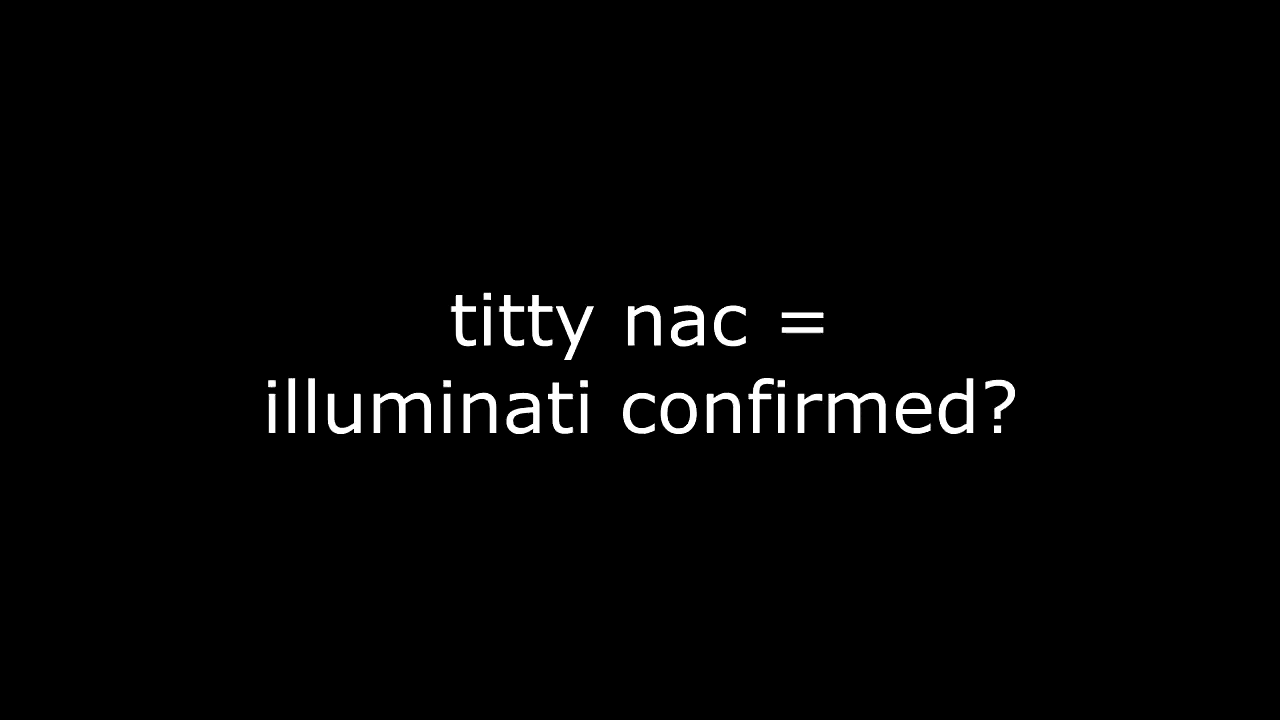 titty nac =
illuminati confirmed?